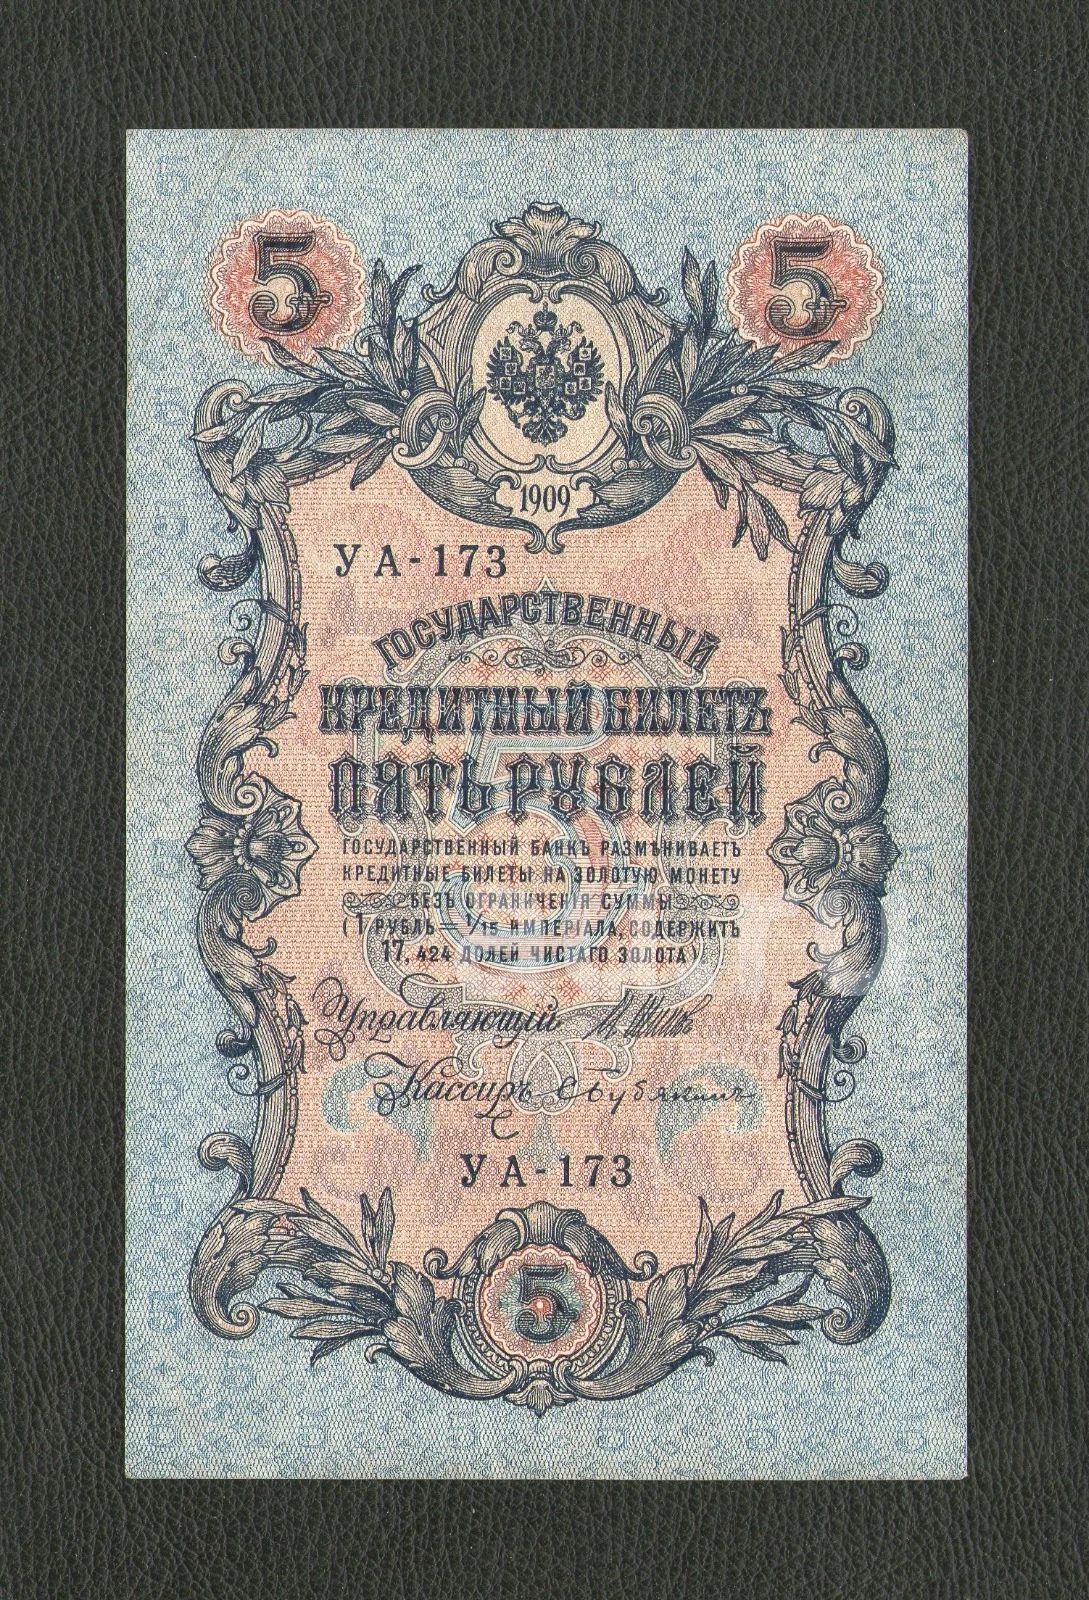 5 5
1909
УА-173
ГОСУДАРСТВЕННЫЙ
КРЕДИТНЫЙ БИЛЕТЪ
ПЯТЬ РУБЛЕЙ
5
ГОСУДАРСТВЕННЫЙ БАНКЪ РАЗМѢНИВАЕТЪ
КРЕДИТНЫЕ БИЛЕТЫ НА ЗОЛОТУЮ МОНЕТУ
БЕЗЪ ОГРАНИЧЕНІЯ СУММЫ
(1 РУБЛЬ = 1/15 ИМПЕРІАЛА, СОДЕРЖИТЪ
17,424 ДОЛЕЙ ЧИСТАГО ЗОЛОТА)
Управляющій
Кассиръ
УА-173
5